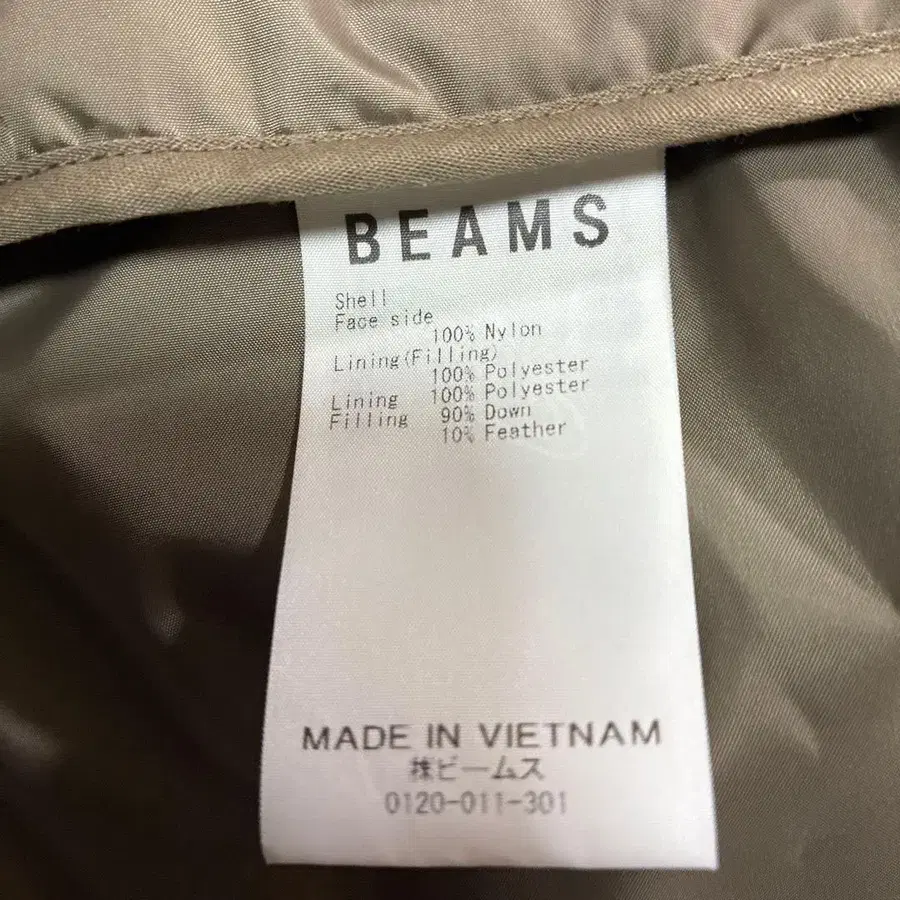 BEAMS
Shell
Face side
100% Nylon
Lining(Filling)
100% Polyester
Lining 100% Polyester
Filling 90% Down
10% Feather
MADE IN VIETNAM
㈱ビームス
0120-011-301